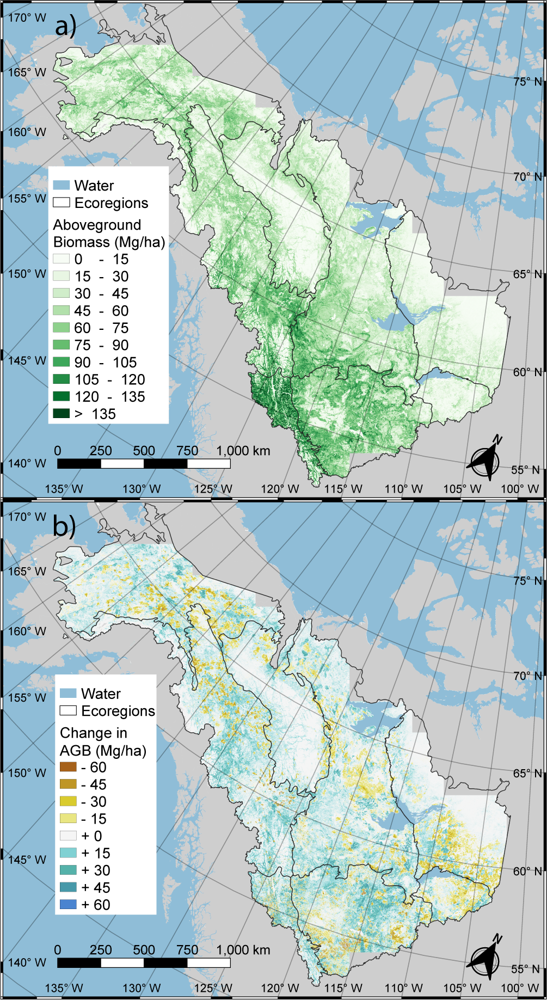 170° W
a)
165° W
75° N
160° W
70° N
Water
155° W
Ecoregions
Aboveground
Biomass (Mg/ha)
0 - 15
150° W
65° N
15 - 30
30 - 45
45 - 60
60 - 75
75 - 90
145° W
90 - 105
60° N
105 - 120
120 - 135
> 135
N
0 250 500 750 1,000 km
140° W
55° N
135° W 130° W 125° W 120° W 115° W 110° W 105° W 100° W
170° W
b)
165° W
75° N
160° W
70° N
Water
155° W
Ecoregions
Change in
AGB (Mg/ha)
- 60
150° W
65° N
- 45
- 30
- 15
+ 0
+ 15
145° W
+ 30
60° N
+ 45
+ 60
N
0 250 500 750 1,000 km
140° W
55° N
135° W 130° W 125° W 120° W 115° W 110° W 105° W 100° W